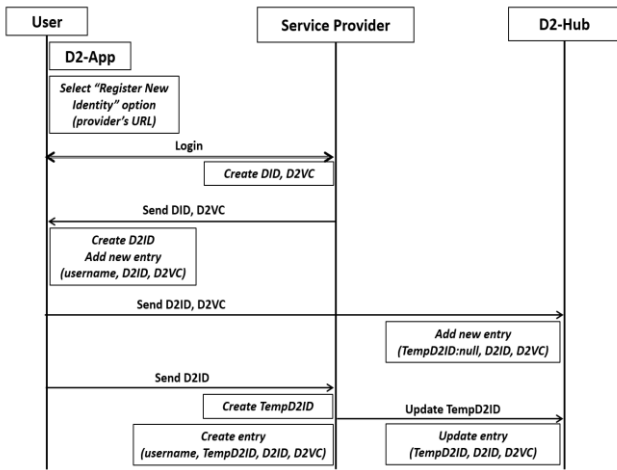 User
Service Provider
D2-Hub
D2-App
Select “Register New
Identity” option
(provider’s URL)
Login
Create DID, D2VC
Send DID, D2VC
Create D2ID
Add new entry
(username, D2ID, D2VC)
Send D2ID, D2VC
Add new entry
(TempD2ID:null, D2ID, D2VC)
Send D2ID
Create TempD2ID
Update TempD2ID
Create entry
(username, TempD2ID, D2ID, D2VC)
Update entry
(TempD2ID, D2ID, D2VC)